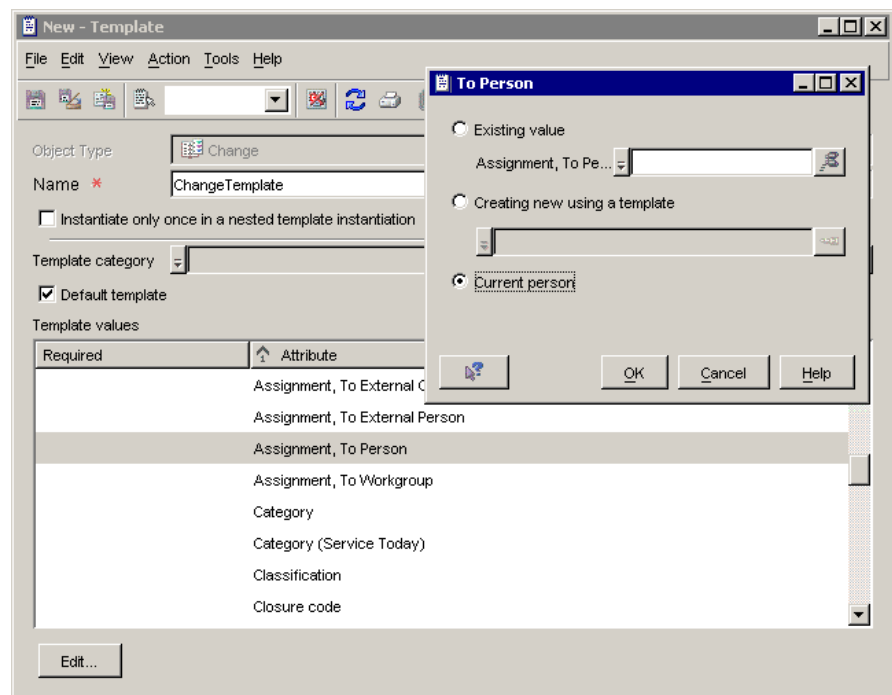 New - Template
File Edit View Action Tools Help
Object Type Change
Name * ChangeTemplate
Instantiate only once in a nested template instantiation
Template category
Default template
Template values
Required 1 Attribute
Assignment, To External
Assignment, To External Person
Assignment, To Person
Assignment, To Workgroup
Category
Category (Service Today)
Classification
Closure code
Edit...
To Person
Existing value
Assignment, To Pe...
Creating new using a template
Current person
OK Cancel Help